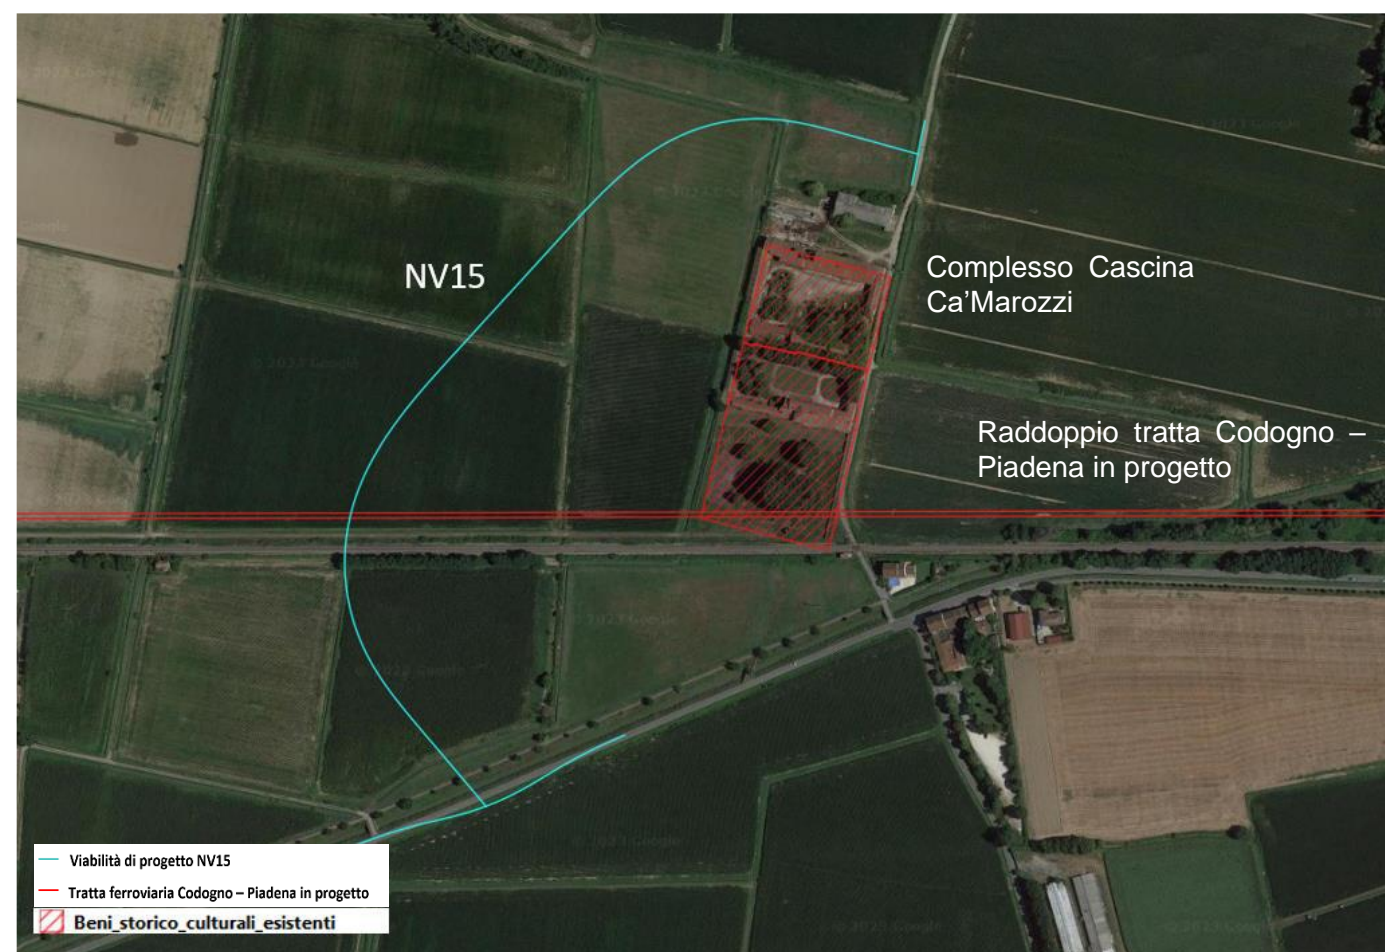 NV15
Complesso Cascina
Ca'Marozzi
Raddoppio tratta Codogno –
Piadena in progetto
Viabilità di progetto NV15
Tratta ferroviaria Codogno – Piadena in progetto
Beni_storico_culturali_esistenti